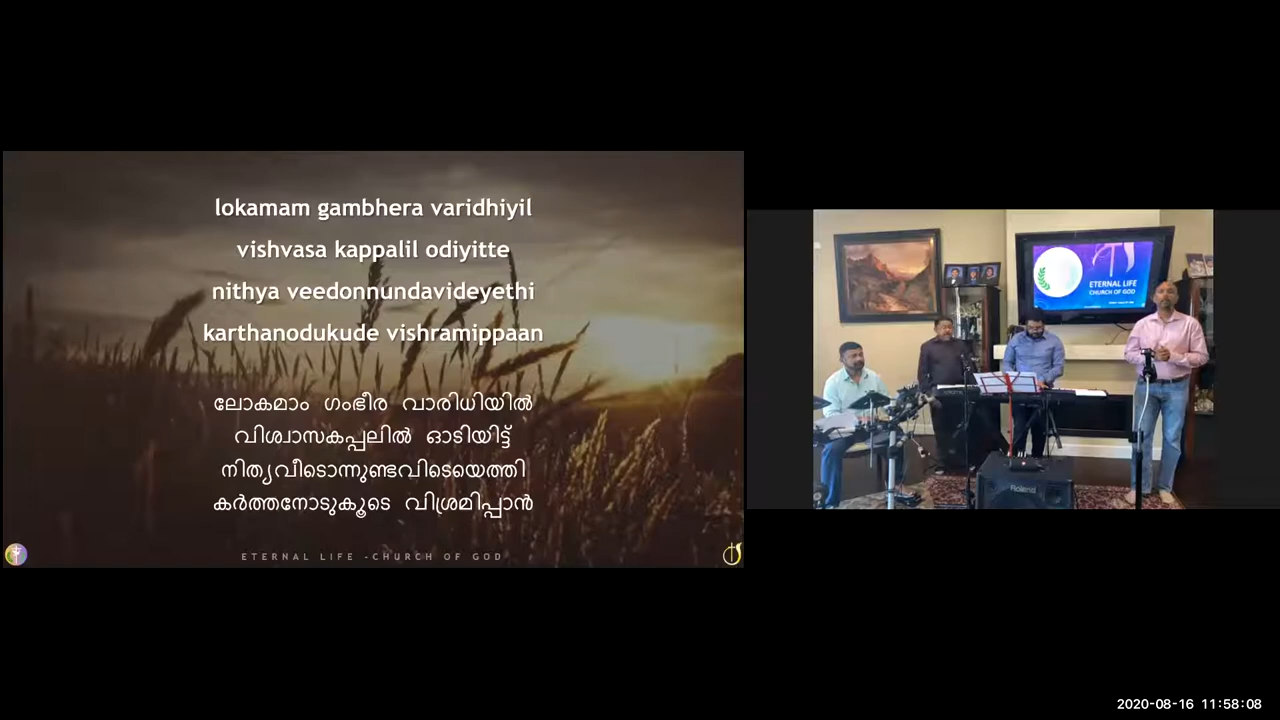 lokamam gambhera varidhiyil
vishvasa kappalil odiyitte
nithya veedonnundavideyethi
karthanodukude vishramippaan
ലോകമാം ഗംഭീര വാരിധിയിൽ
വിശ്വാസകപ്പലിൽ ഓടിയിട്ട്
നിത്യവീടൊന്നുണ്ടവിടെയെത്തി
കർത്തനോടുകൂടെ വിശ്രമിപ്പാൻ
ETERNAL LIFE -CHURCH OF GOD
ETERNAL LIFE
CHURCH OF GOD
Roland
2020-08-16 11:58:08